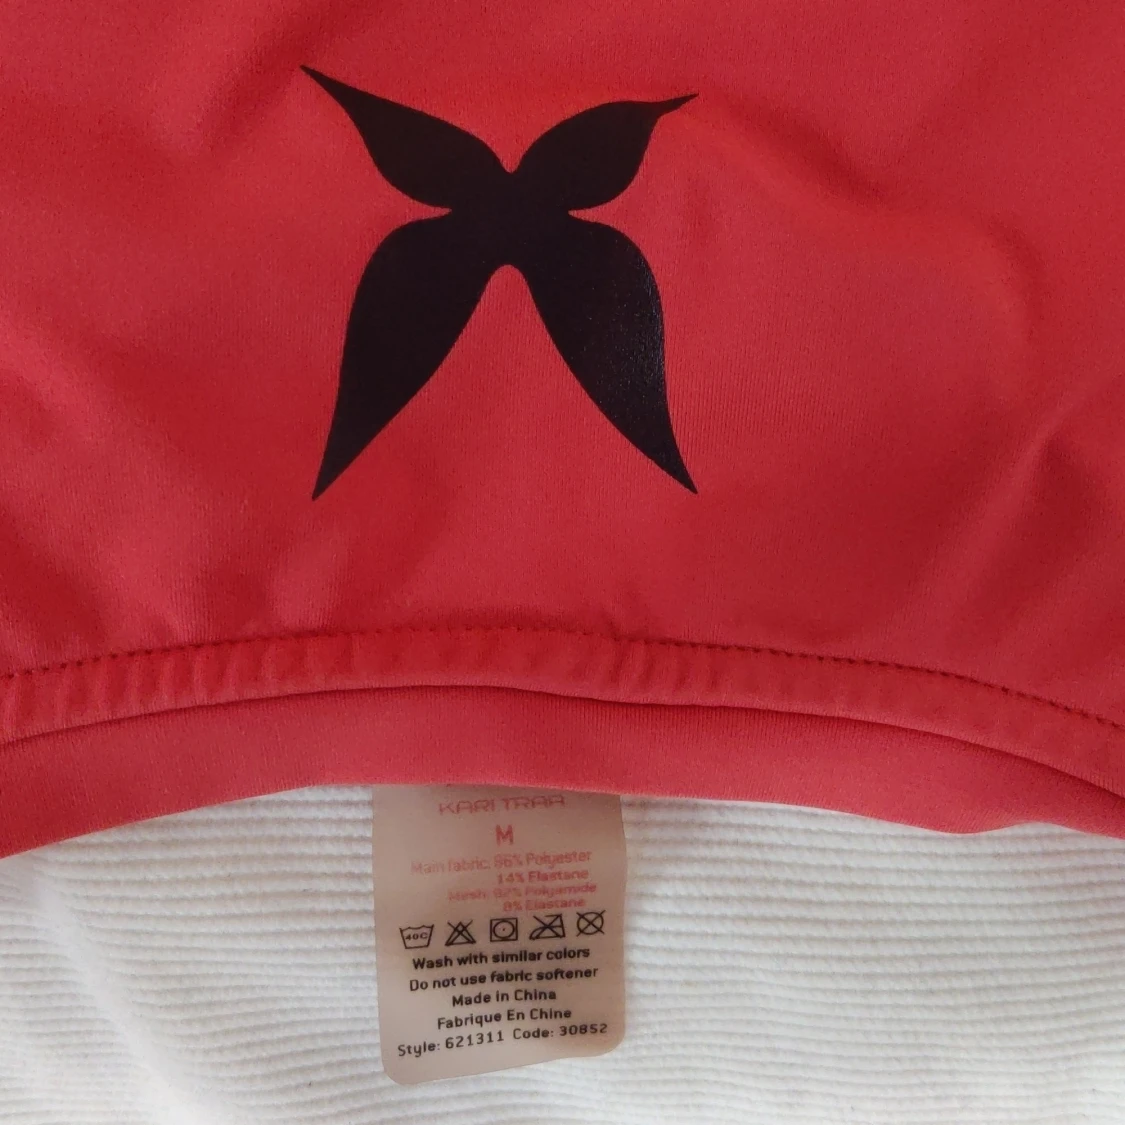 KARI TRAA
M
Main fabric: 86% Polyester
14% Elastane
Mesh: 92% Polyamide
8% Elastane
40C
Wash with similar colors
Do not use fabric softener
Made in China
Fabrique En Chine
Style: 621311 Code: 30852